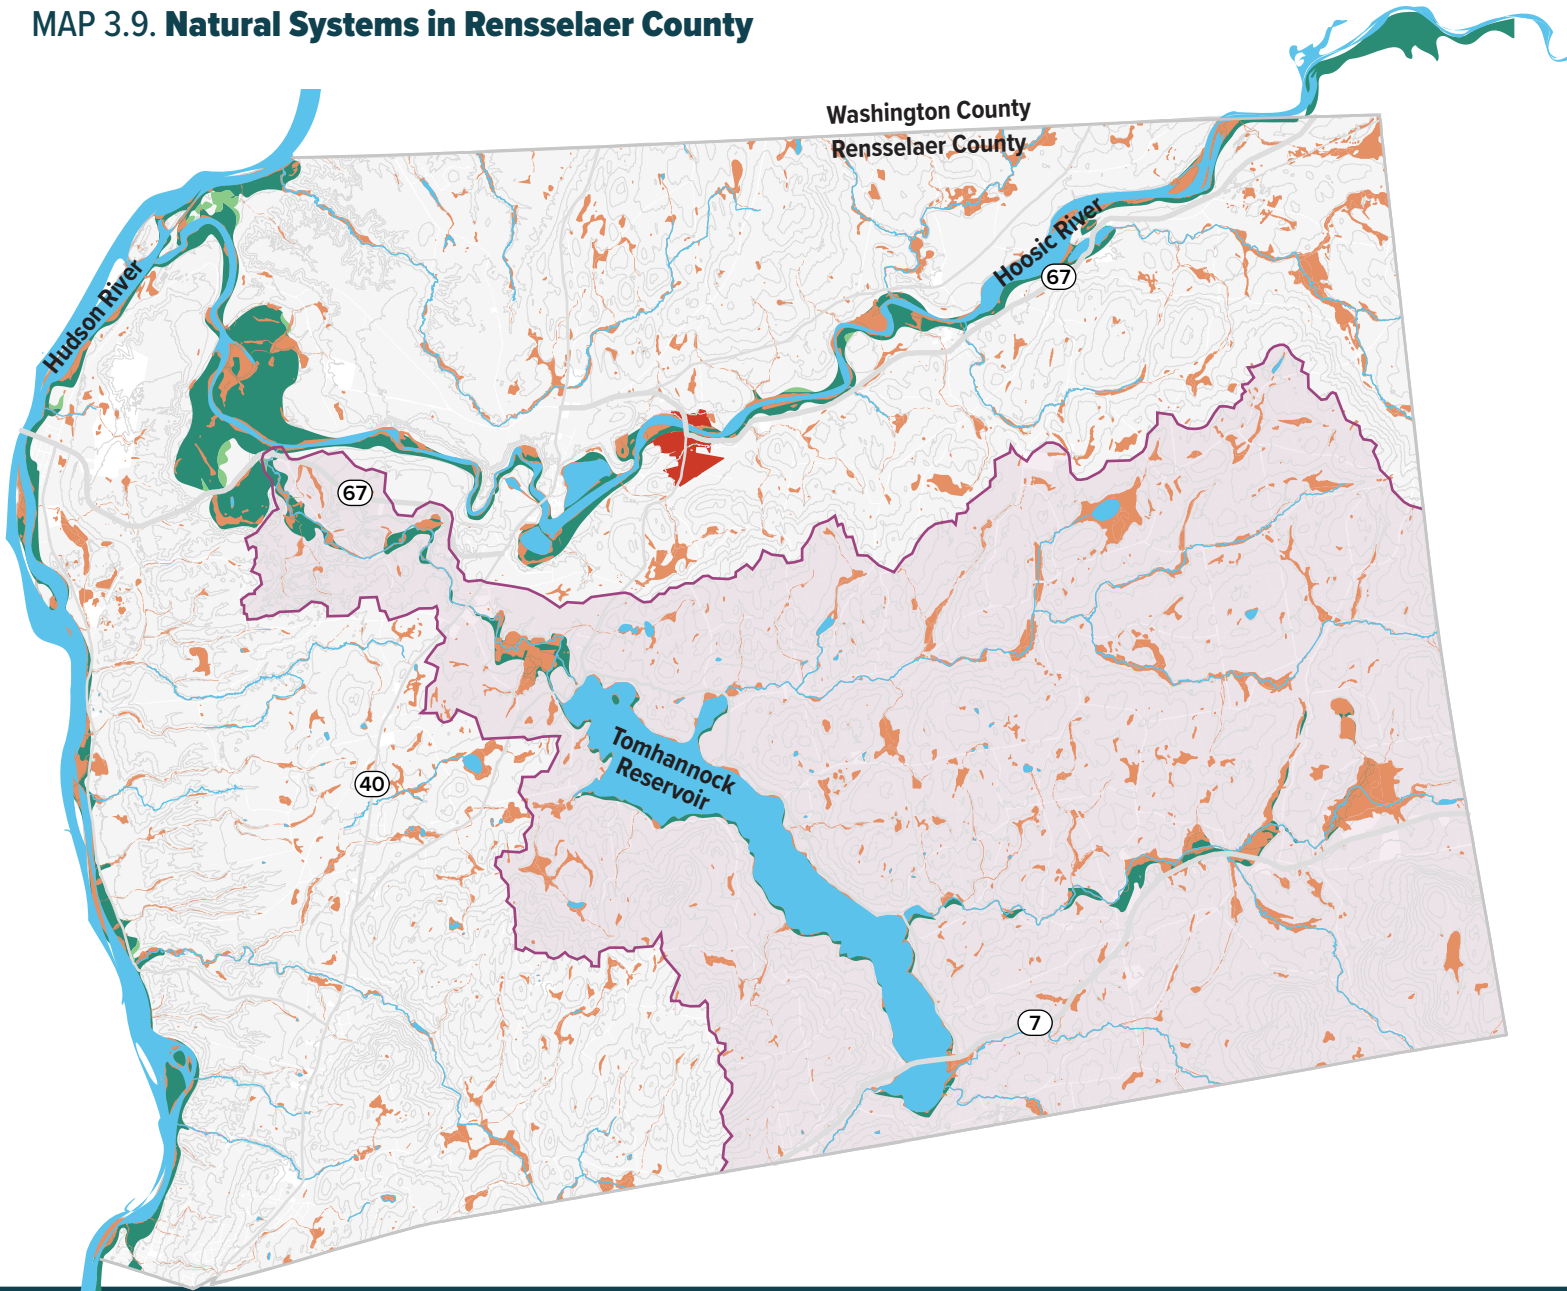 MAP 3.9. Natural Systems in Rensselaer County
Washington County
Rensselaer County
Hoosic River
67
Hudson River
67
Tomhannock
Reservoir
40
7